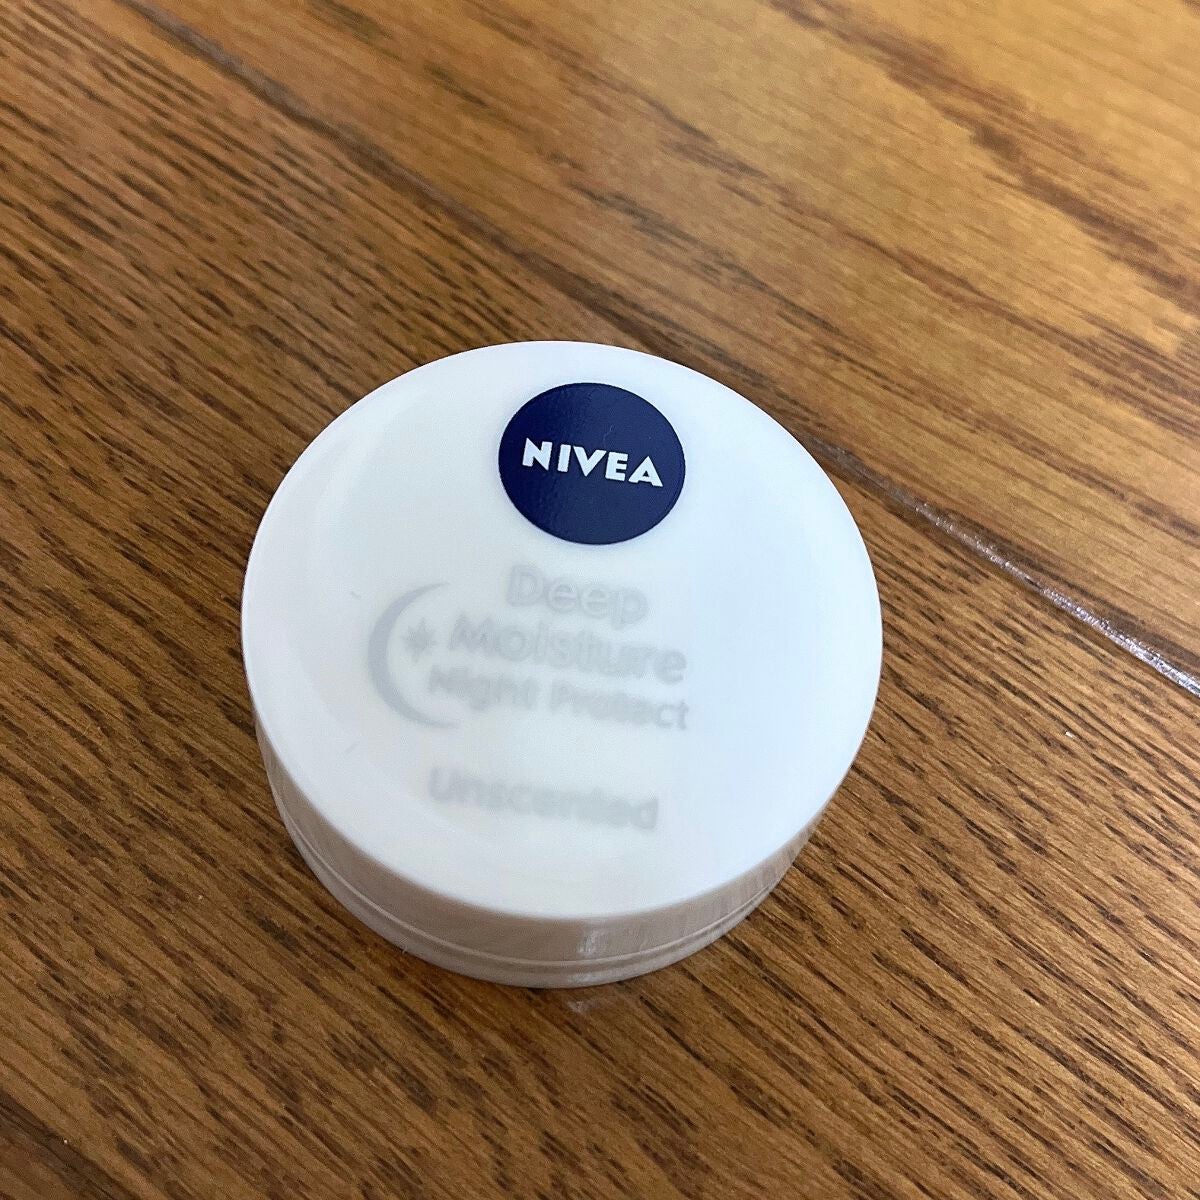 NIVEA
Deep
Moisture
Night Protect
Unscented